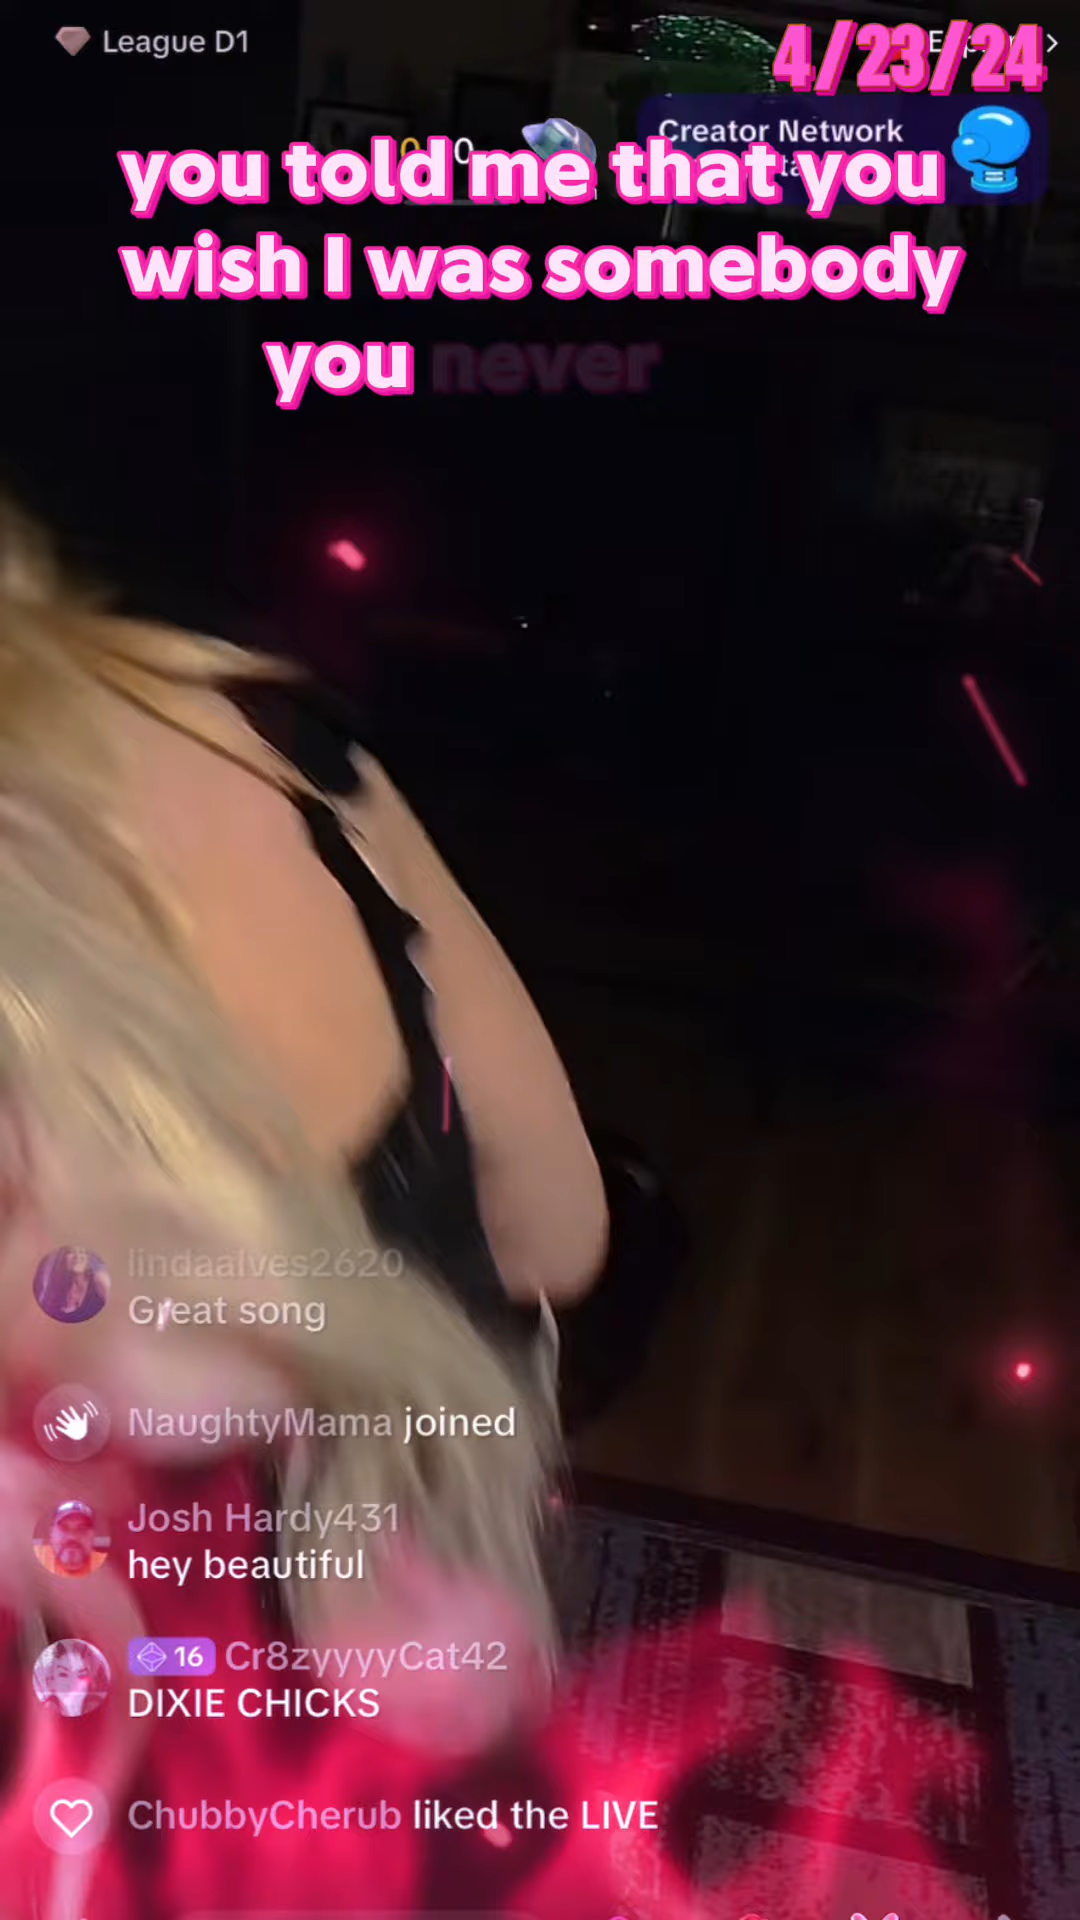 League D1
4/23/24
Creator Network
you told me that you
wish I was somebody
you never
lindaalves2620
Great song
NaughtyMama joined
Josh Hardy431
hey beautiful
16 Cr8zyyyyCat42
DIXIE CHICKS
ChubbyCherub liked the LIVE